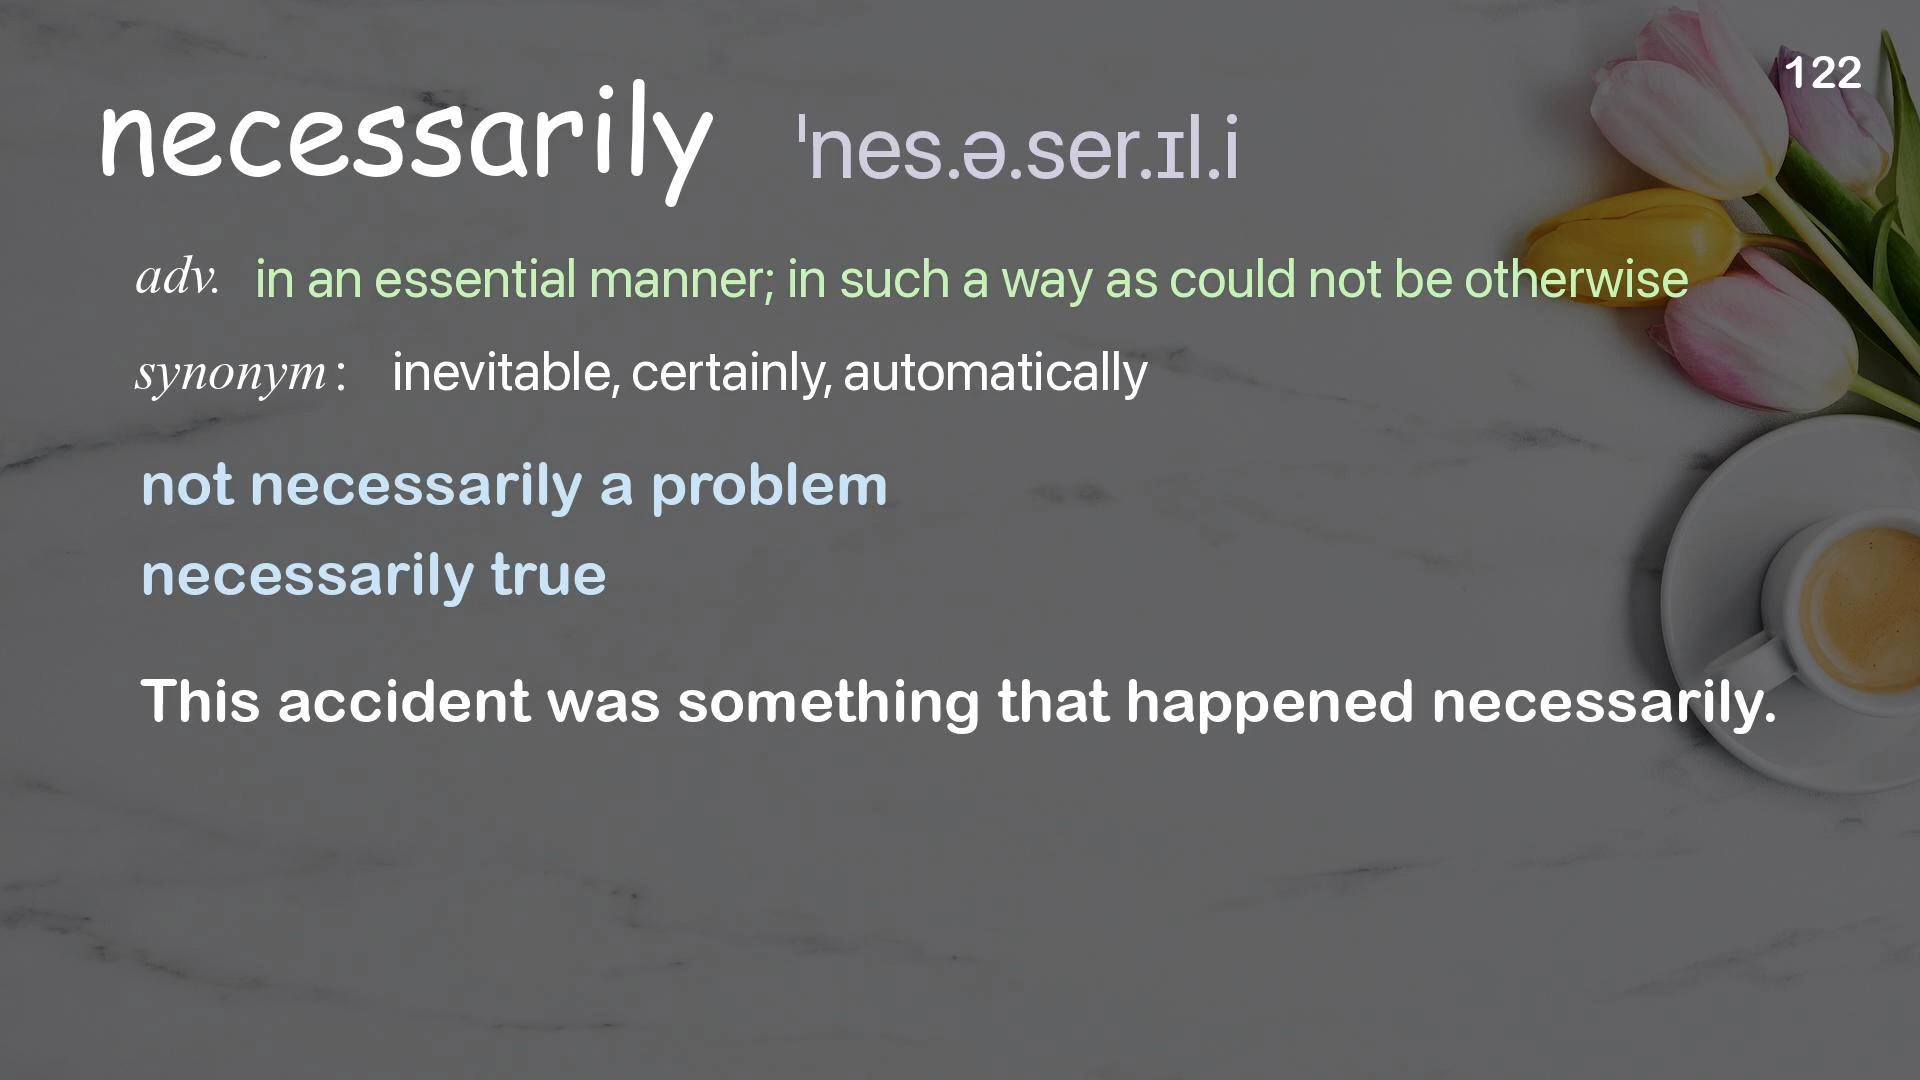 122
necessarily ˈnes.ə.ser.ɪl.i
adv. in an essential manner; in such a way as could not be otherwise
synonym: inevitable, certainly, automatically
not necessarily a problem
necessarily true
This accident was something that happened necessarily.